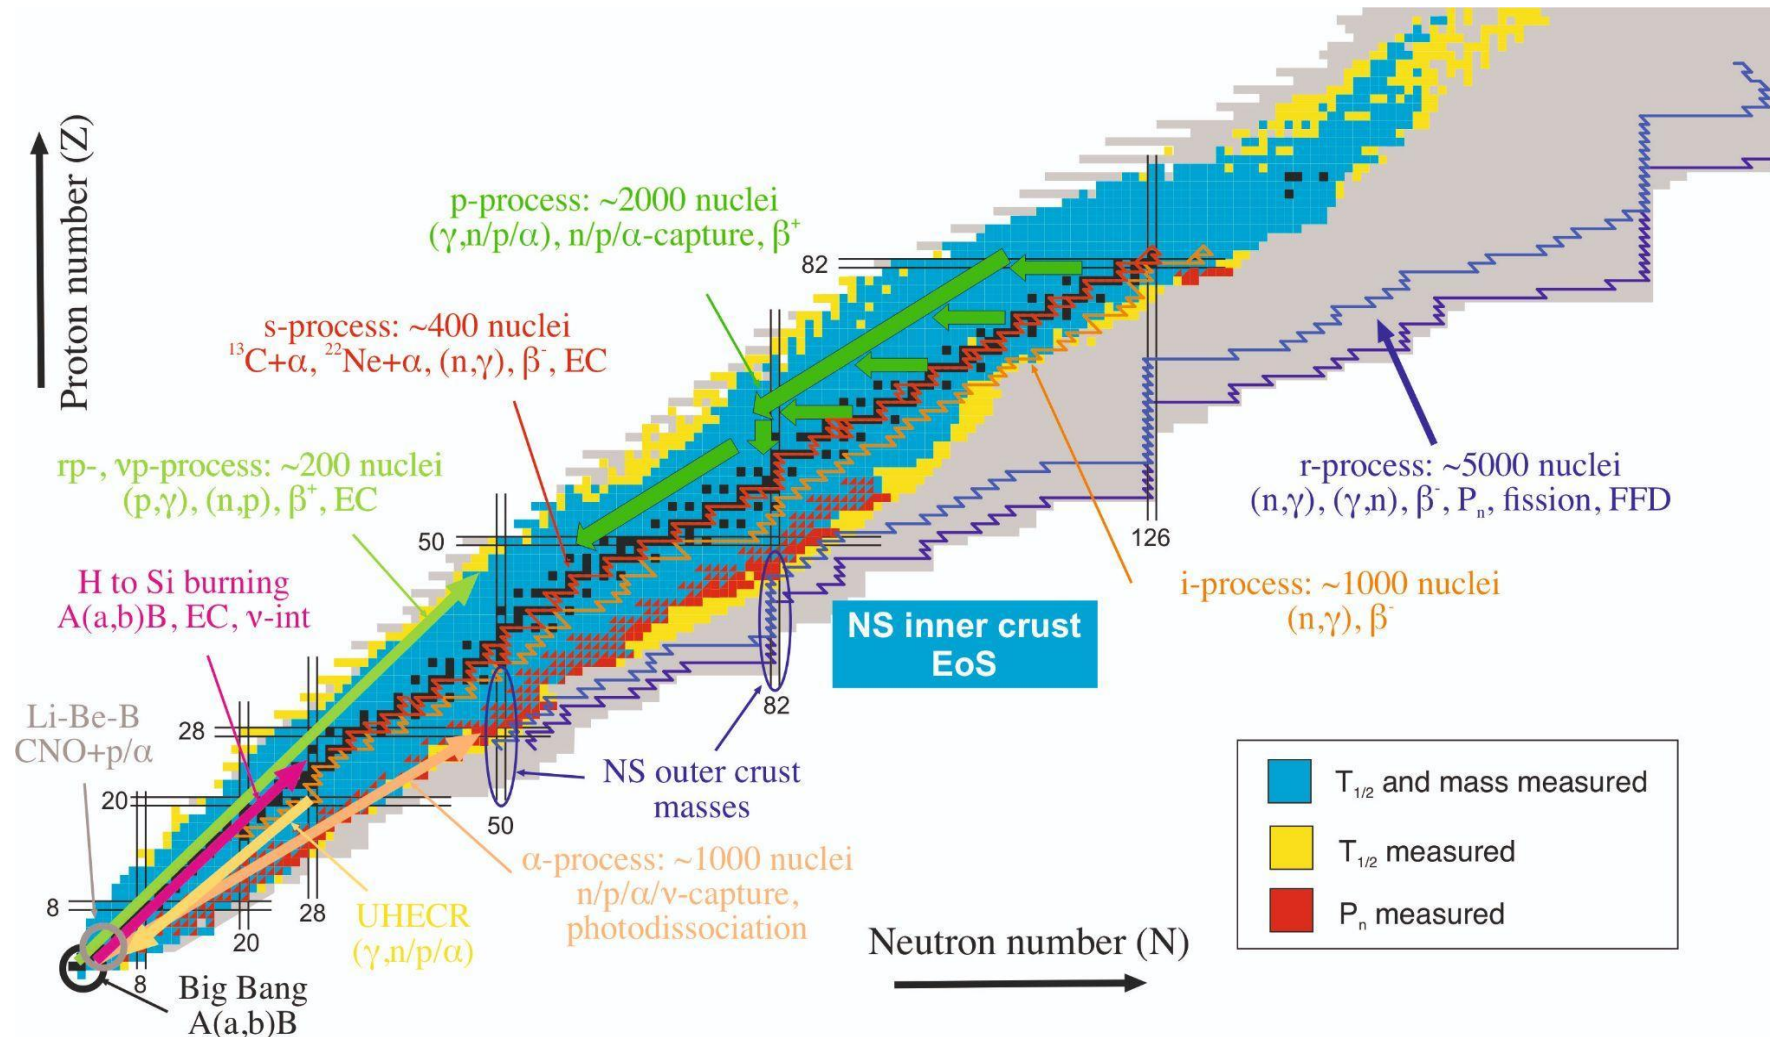 Proton number (Z)
p-process: ~2000 nuclei
(γ,n/p/α), n/p/α-capture, β⁺
82
s-process: ~400 nuclei
¹³C+α, ²²Ne+α, (n,γ), β⁻, EC
rp-, νp-process: ~200 nuclei
(p,γ), (n,p), β⁺, EC
r-process: ~5000 nuclei
(n,γ), (γ,n), β⁻, Pₙ, fission, FFD
126
50
H to Si burning
A(a,b)B, EC, ν-int
i-process: ~1000 nuclei
(n,γ), β⁻
NS inner crust
EoS
82
Li-Be-B
CNO+p/α
28
NS outer crust
masses
20
50
α-process: ~1000 nuclei
n/p/α/ν-capture,
photodissociation
8
28
UHECR
(γ,n/p/α)
20
8
Big Bang
A(a,b)B
Neutron number (N)
T₁/₂ and mass measured
T₁/₂ measured
Pₙ measured